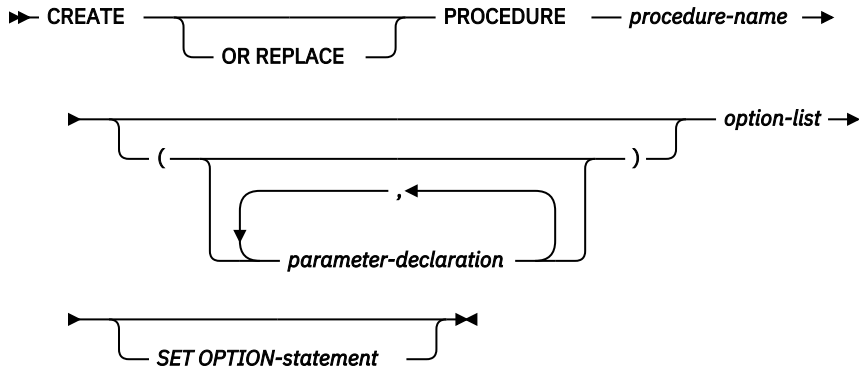 CREATE PROCEDURE procedure-name
OR REPLACE
option-list
( )
,
parameter-declaration
SET OPTION-statement